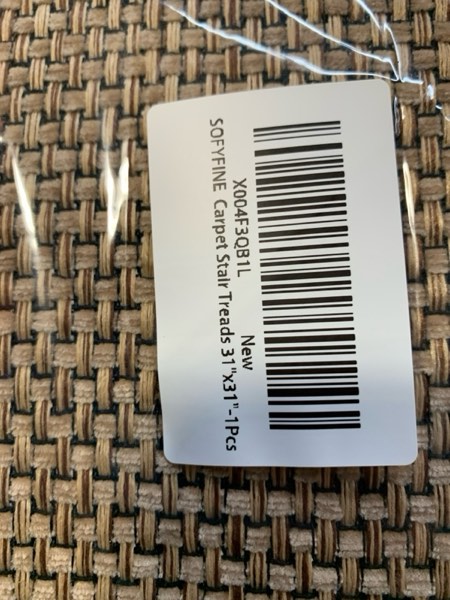 X004F3QB1L New
SOFYFINE Carpet Stair Treads 31"x31"-1Pcs